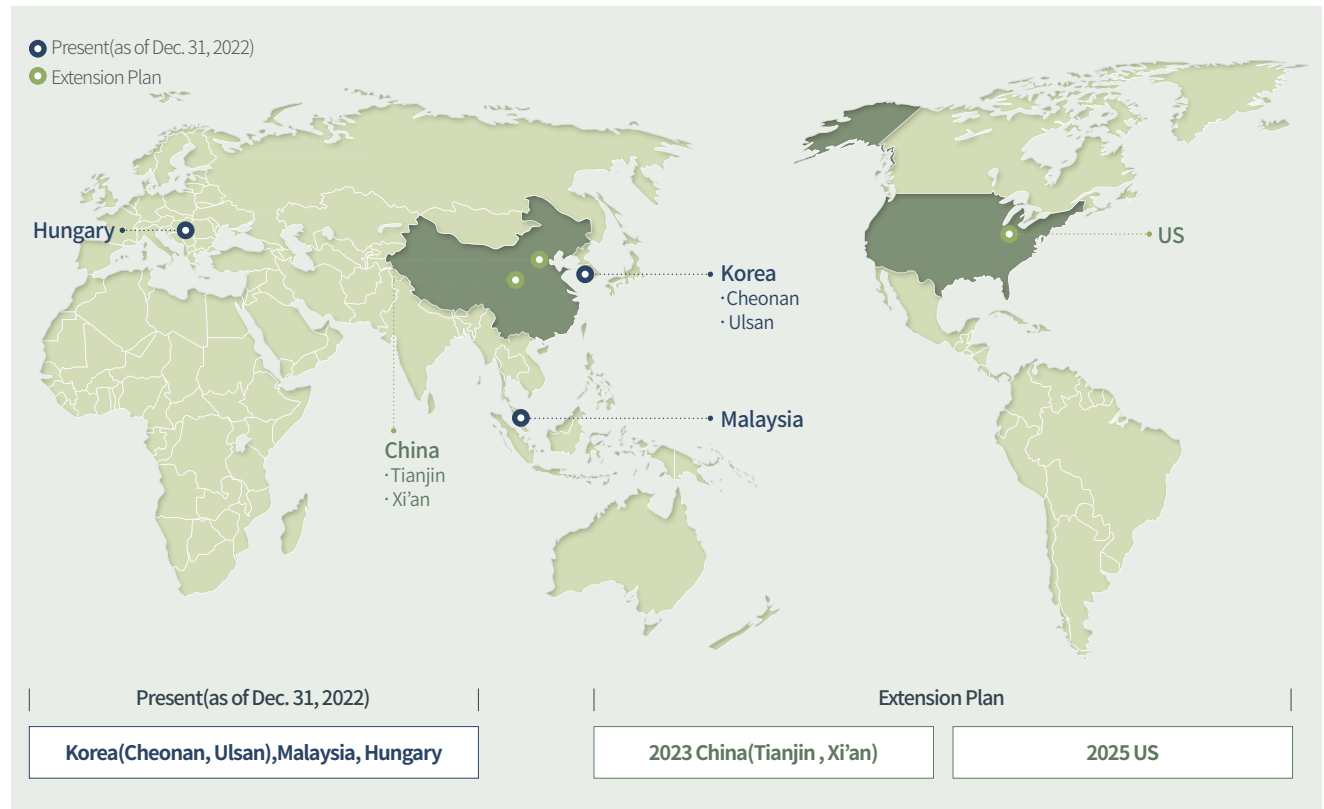 Present(as of Dec. 31, 2022)
Extension Plan
Hungary
US
Korea
·Cheonan
·Ulsan
Malaysia
China
·Tianjin
·Xi’an
Present(as of Dec. 31, 2022)
Extension Plan
Korea(Cheonan, Ulsan),Malaysia, Hungary
2023 China(Tianjin , Xi’an)
2025 US